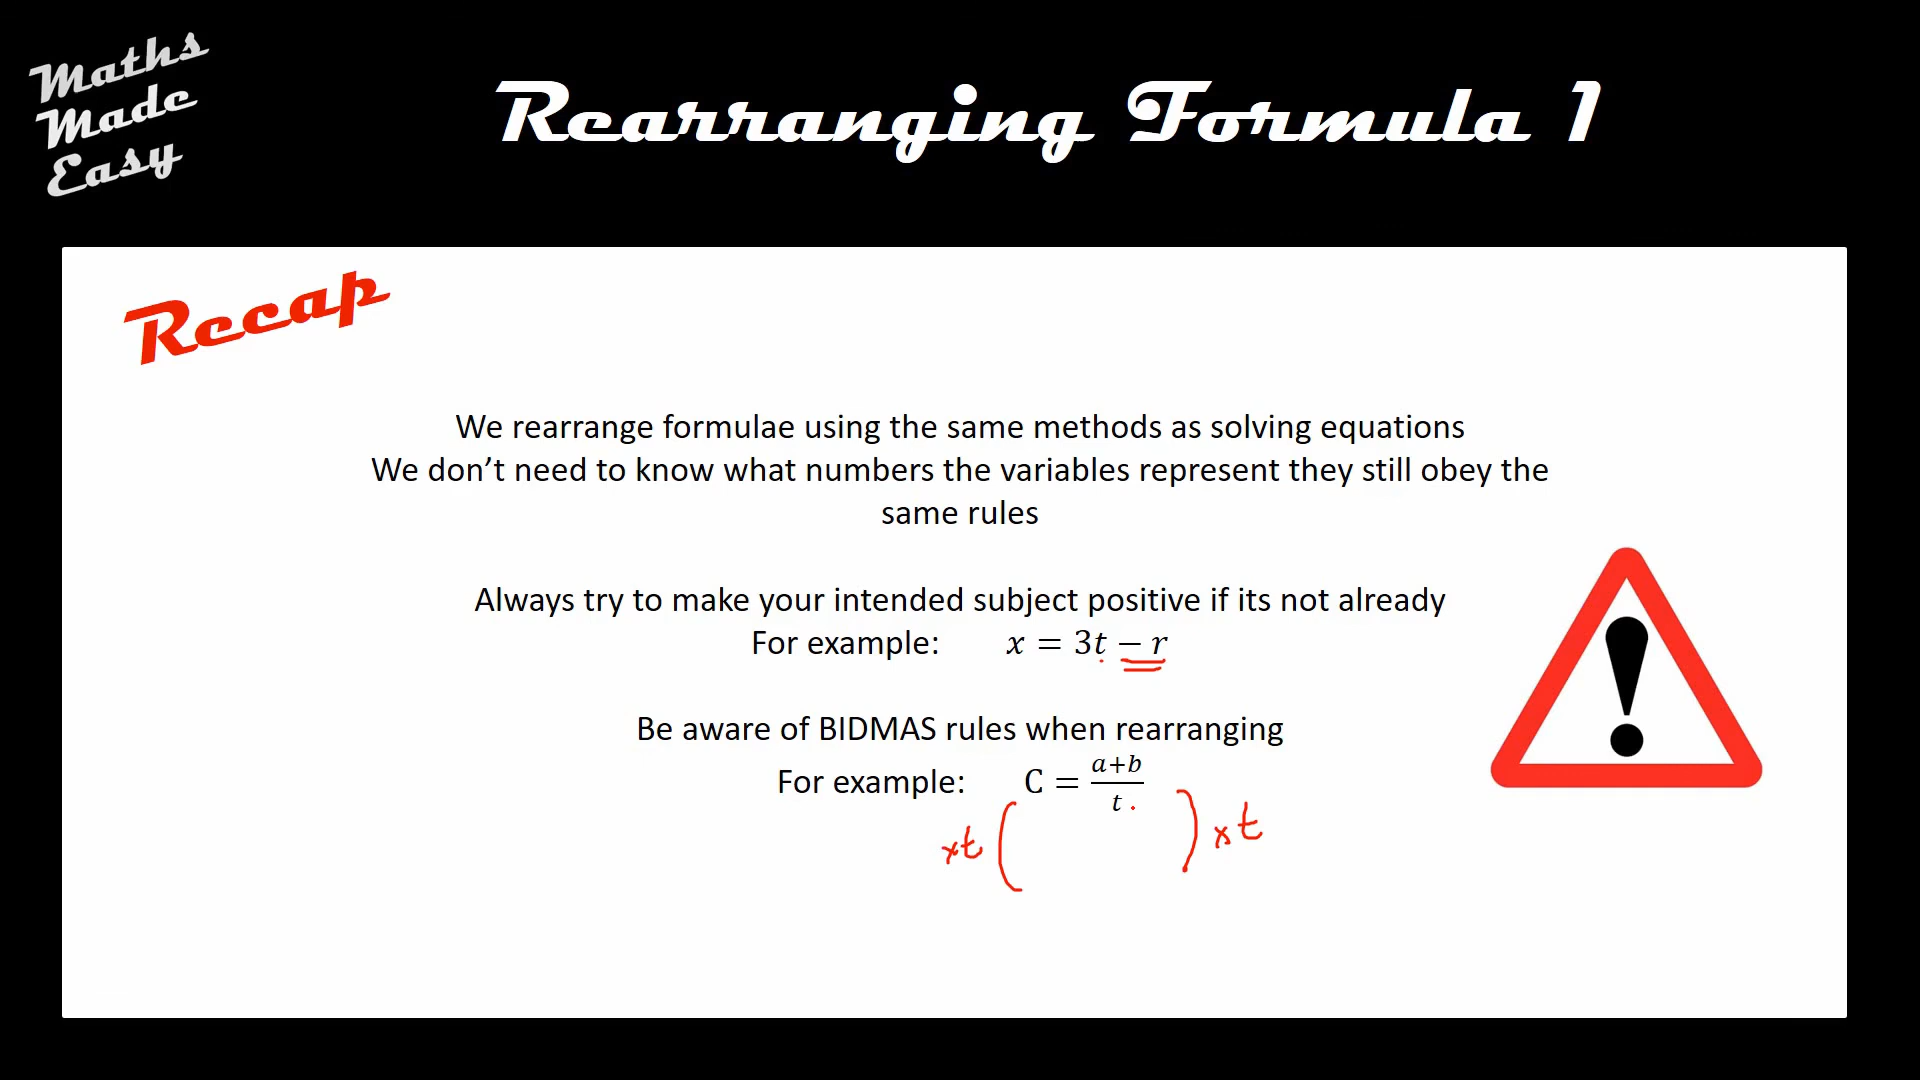 Maths
Made
Easy
Rearranging Formula 1
Recap
We rearrange formulae using the same methods as solving equations
We don’t need to know what numbers the variables represent they still obey the
same rules
Always try to make your intended subject positive if its not already
For example: x = 3t − r
Be aware of BIDMAS rules when rearranging
For example: C = a+b
t
×t ( ) ×t